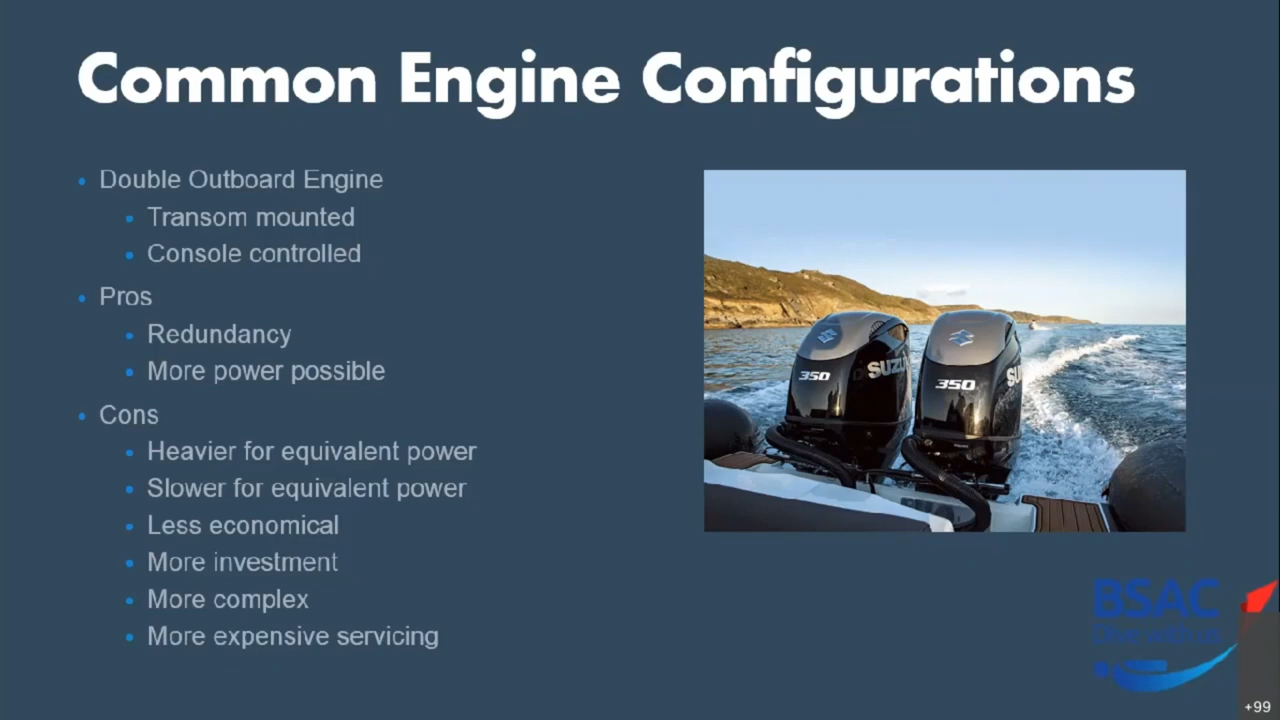 Common Engine Configurations
Double Outboard Engine
Transom mounted
Console controlled
Pros
Redundancy
More power possible
Cons
Heavier for equivalent power
Slower for equivalent power
Less economical
More investment
More complex
More expensive servicing
350
SUZU
350
SU
BSAC
Dive with us
+99